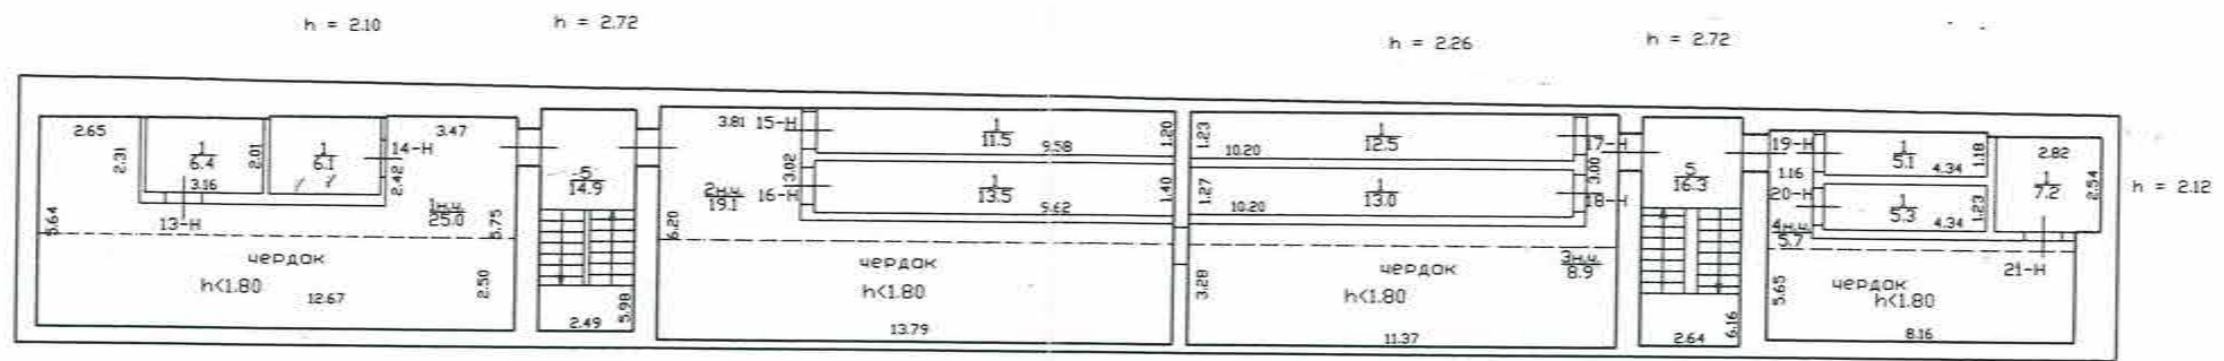 h = 2.10
h = 2.72
h = 2.26
h = 2.72
h = 2.12
2.65
2.31
1
6.4
3.16
2.01
1
6.1
14-Н
2.42
3.47
13-Н
1н.ч.
25.0
5.64
5.75
чердак
h<1.80
12.67
2.50
5
14.9
2.49
5.98
3.81
15-Н
1
11.5
9.58
1.20
3.02
2н.ч.
19.1
16-Н
1
13.5
9.62
1.40
6.20
чердак
h<1.80
13.79
1.23
10.20
1
12.5
17-Н
3.00
1.27
10.20
1
13.0
18-Н
3н.ч.
8.9
3.28
чердак
h<1.80
11.37
5
16.3
2.64
6.16
19-Н
1
5.1
1.18
4.34
1.16
20-Н
1
5.3
1.23
4.34
4н.ч.
5.7
2.82
1
7.2
2.54
21-Н
5.65
чердак
h<1.80
8.16